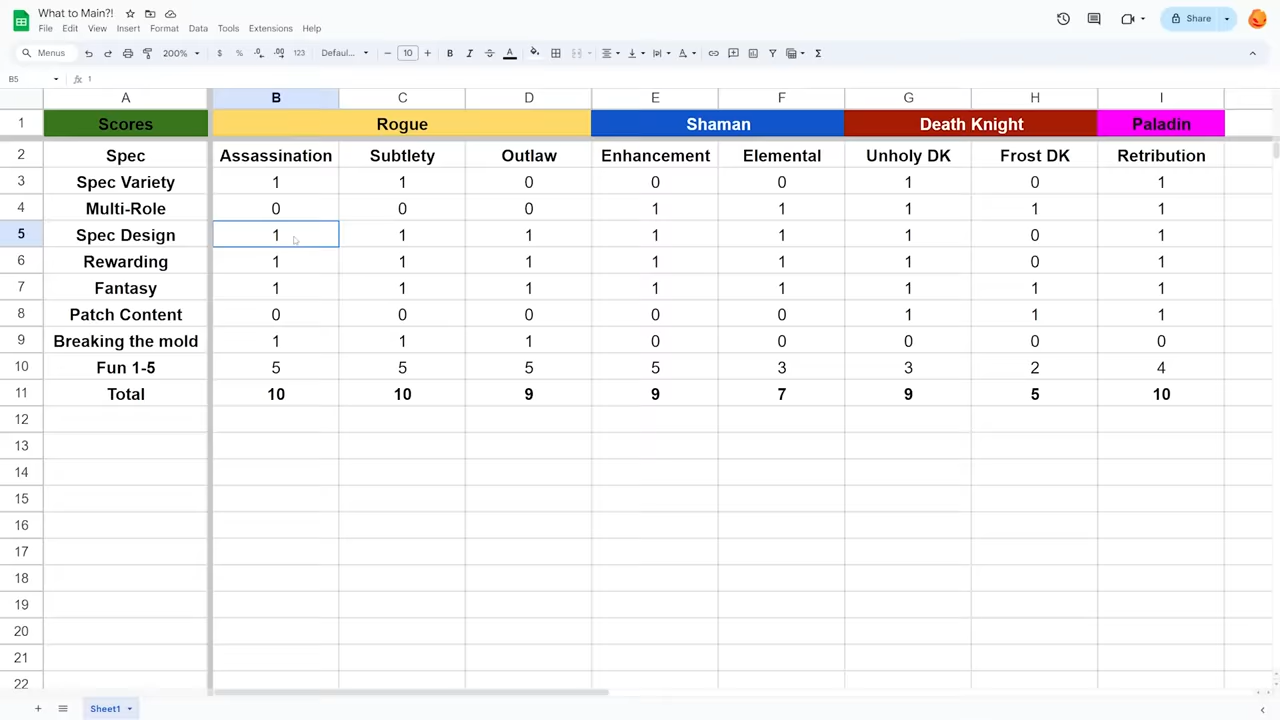 What to Main?!
File Edit View Insert Format Data Tools Extensions Help
Share
Menus 200% $ % .0 .00 123 Defaul... 10 B I A Σ
B5 fx 1
A B C D E F G H I
1 Scores Rogue Shaman Death Knight Paladin
2 Spec Assassination Subtlety Outlaw Enhancement Elemental Unholy DK Frost DK Retribution
3 Spec Variety 1 1 0 0 0 1 0 1
4 Multi-Role 0 0 0 1 1 1 1 1
5 Spec Design 1 1 1 1 1 1 0 1
6 Rewarding 1 1 1 1 1 1 0 1
7 Fantasy 1 1 1 1 1 1 1 1
8 Patch Content 0 0 0 0 0 1 1 1
9 Breaking the mold 1 1 1 0 0 0 0 0
10 Fun 1-5 5 5 5 5 3 3 2 4
11 Total 10 10 9 9 7 9 5 10
12
13
14
15
16
17
18
19
20
21
22
Sheet1